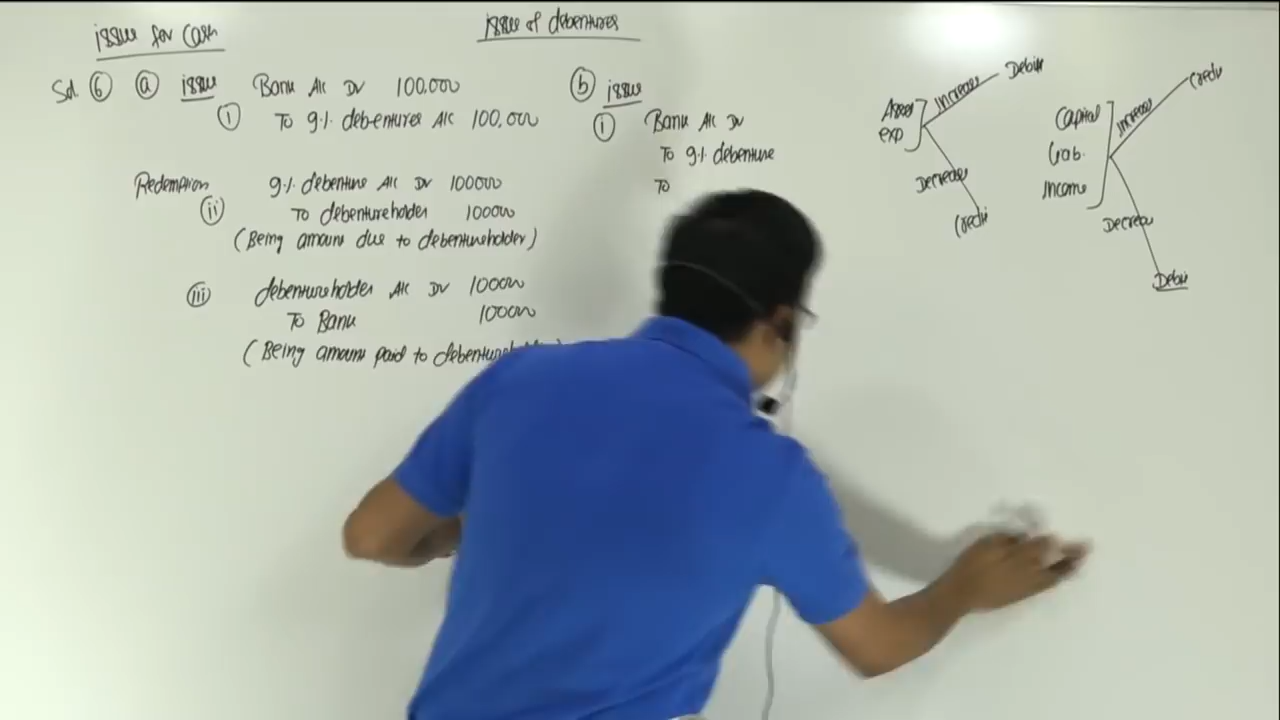 issue for Cash
issue of debentures
Sol 6 a issue Bank A/c Dr 100,000
i To 9% debentures A/c 100,000
Redemption 9% debenture A/c Dr 100000
ii To debentureholder 100000
(Being amount due to debentureholder)
iii debentureholder A/c Dr 100000
To Bank 100000
(Being amount paid to
b issue
i Bank A/c Dr
To 9% debenture
To
Asset
exp
increase
Debit
Decrease
Credit
Capital
Liab.
income
increase
Credit
Decrease
Debit